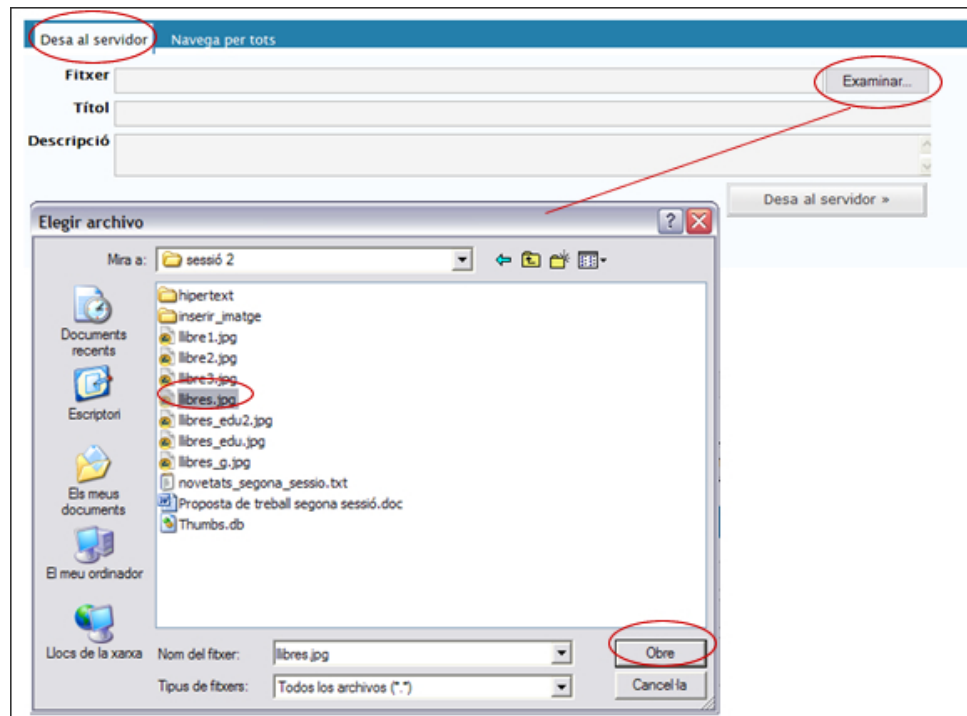 Desa al servidor Navega per tots
Fitxer Examinar...
Títol
Descripció
Desa al servidor »
Elegir archivo
Mira a: sessió 2
hipertext
inserir_imatge
llibre1.jpg
llibre2.jpg
llibre3.jpg
llibres.jpg
llibres_edu2.jpg
llibres_edu.jpg
llibres_g.jpg
novetats_segona_sessio.txt
Proposta de treball segona sessió.doc
Thumbs.db
Documents
recents
Escriptori
Els meus
documents
El meu ordinador
Llocs de la xarxa
Nom del fitxer: llibres.jpg Obre
Tipus de fitxers: Todos los archivos (*.*) Cancel·la